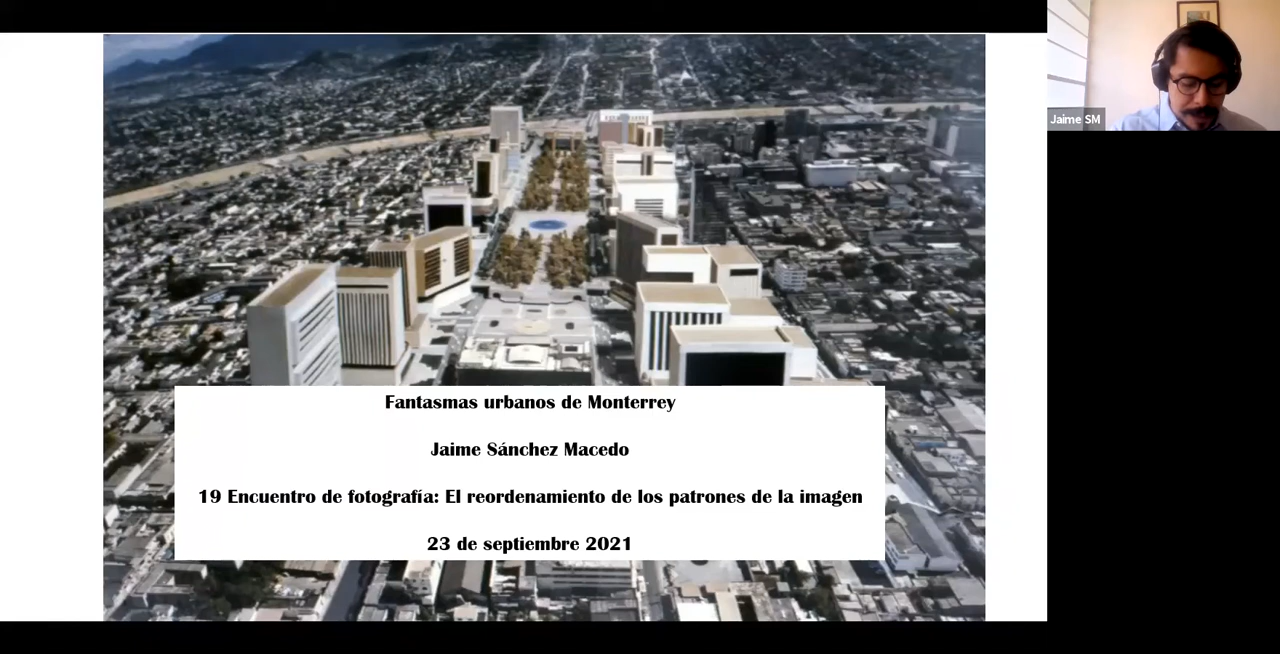 Fantasmas urbanos de Monterrey
Jaime Sánchez Macedo
19 Encuentro de fotografía: El reordenamiento de los patrones de la imagen
23 de septiembre 2021
Jaime SM